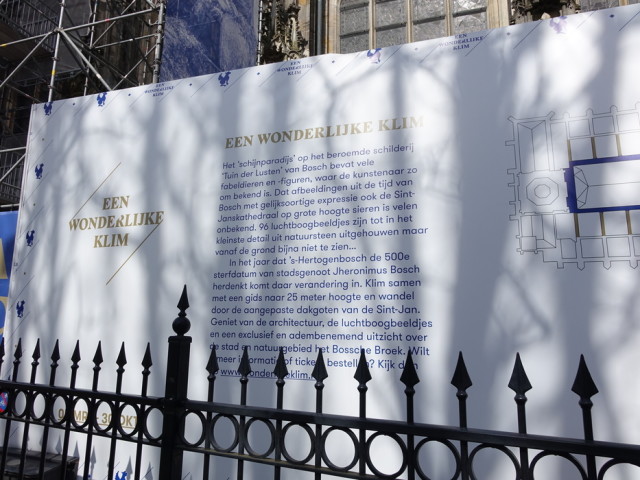 EEN
WONDERLIJKE
KLIM
EEN
WONDERLIJKE
KLIM
EEN
WONDERLIJKE
KLIM
EEN
WONDERLIJKE
KLIM
EEN WONDERLIJKE KLIM
Het 'schijnparadijs' op het beroemde schilderij
'Tuin der Lusten' van Bosch bevat vele
fabeldieren en -figuren, waar de kunstenaar zo
om bekend is. Dat afbeeldingen uit de tijd van
Bosch met gelijksoortige expressie ook de Sint-
Janskathedraal op grote hoogte sieren is velen
onbekend. 96 luchtboogbeeldjes zijn tot in het
kleinste detail uit natuursteen uitgehouwen maar
vanaf de grond bijna niet te zien...
In het jaar dat 's-Hertogenbosch de 500e
sterfdatum van stadsgenoot Jheronimus Bosch
herdenkt komt daar verandering in. Klim samen
met een gids naar 25 meter hoogte en wandel
door de aangepaste dakgoten van de Sint-Jan.
Geniet van de architectuur, de luchtboogbeeldjes
en een exclusief en adembenemend uitzicht over
de stad en natuurgebied het Bossche Broek. Wilt
meer informatie of tickets bestellen? Kijk dan